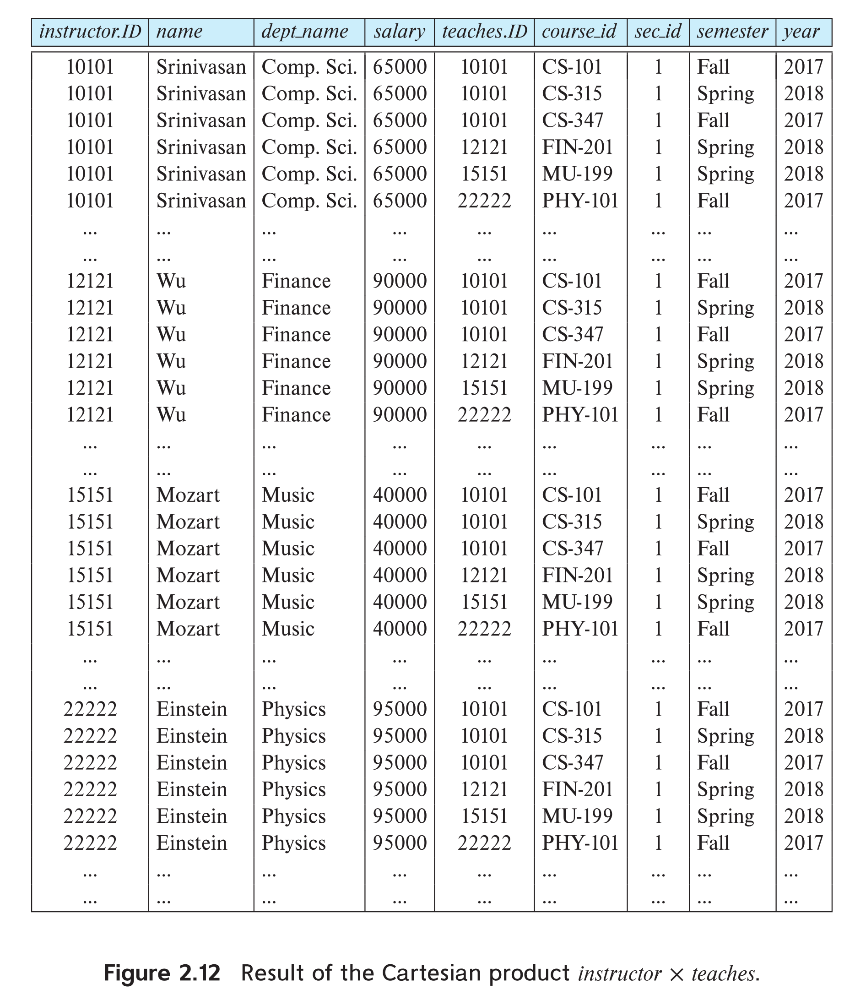 instructor.ID name dept_name salary teaches.ID course_id sec_id semester year
10101 Srinivasan Comp. Sci. 65000 10101 CS-101 1 Fall 2017
10101 Srinivasan Comp. Sci. 65000 10101 CS-315 1 Spring 2018
10101 Srinivasan Comp. Sci. 65000 10101 CS-347 1 Fall 2017
10101 Srinivasan Comp. Sci. 65000 12121 FIN-201 1 Spring 2018
10101 Srinivasan Comp. Sci. 65000 15151 MU-199 1 Spring 2018
10101 Srinivasan Comp. Sci. 65000 22222 PHY-101 1 Fall 2017
... ... ... ... ... ... ... ... ...
... ... ... ... ... ... ... ... ...
12121 Wu Finance 90000 10101 CS-101 1 Fall 2017
12121 Wu Finance 90000 10101 CS-315 1 Spring 2018
12121 Wu Finance 90000 10101 CS-347 1 Fall 2017
12121 Wu Finance 90000 12121 FIN-201 1 Spring 2018
12121 Wu Finance 90000 15151 MU-199 1 Spring 2018
12121 Wu Finance 90000 22222 PHY-101 1 Fall 2017
... ... ... ... ... ... ... ... ...
... ... ... ... ... ... ... ... ...
15151 Mozart Music 40000 10101 CS-101 1 Fall 2017
15151 Mozart Music 40000 10101 CS-315 1 Spring 2018
15151 Mozart Music 40000 10101 CS-347 1 Fall 2017
15151 Mozart Music 40000 12121 FIN-201 1 Spring 2018
15151 Mozart Music 40000 15151 MU-199 1 Spring 2018
15151 Mozart Music 40000 22222 PHY-101 1 Fall 2017
... ... ... ... ... ... ... ... ...
... ... ... ... ... ... ... ... ...
22222 Einstein Physics 95000 10101 CS-101 1 Fall 2017
22222 Einstein Physics 95000 10101 CS-315 1 Spring 2018
22222 Einstein Physics 95000 10101 CS-347 1 Fall 2017
22222 Einstein Physics 95000 12121 FIN-201 1 Spring 2018
22222 Einstein Physics 95000 15151 MU-199 1 Spring 2018
22222 Einstein Physics 95000 22222 PHY-101 1 Fall 2017
... ... ... ... ... ... ... ... ...
... ... ... ... ... ... ... ... ...
Figure 2.12 Result of the Cartesian product instructor × teaches.